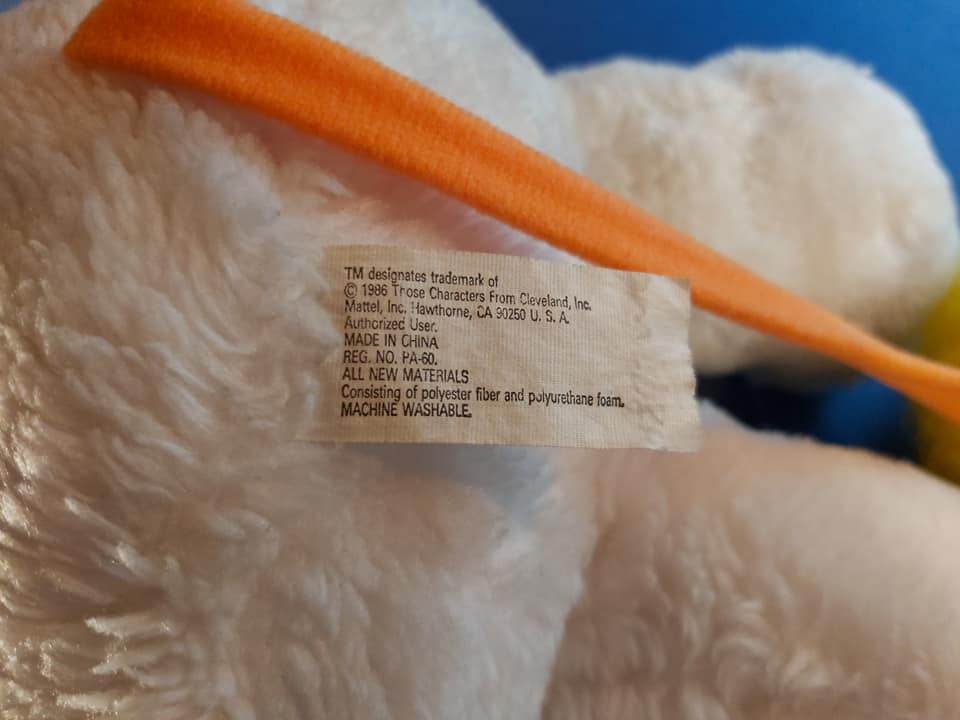 TM designates trademark of
© 1986 Those Characters From Cleveland, Inc.
Mattel, Inc. Hawthorne, CA 90250 U. S. A.
Authorized User.
MADE IN CHINA
REG. NO. PA-60.
ALL NEW MATERIALS
Consisting of polyester fiber and polyurethane foam.
MACHINE WASHABLE.